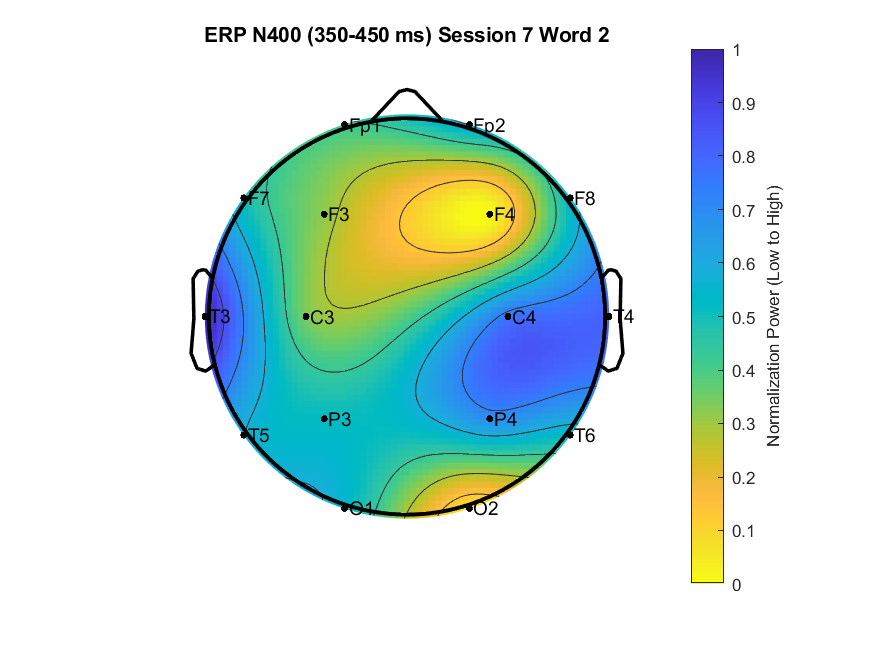 ERP N400 (350-450 ms) Session 7 Word 2
Fp1
Fp2
F7
F3
F4
F8
T3
C3
C4
T4
T5
P3
P4
T6
O1
O2
1
0.9
0.8
0.7
0.6
0.5
0.4
0.3
0.2
0.1
0
Normalization Power (Low to High)